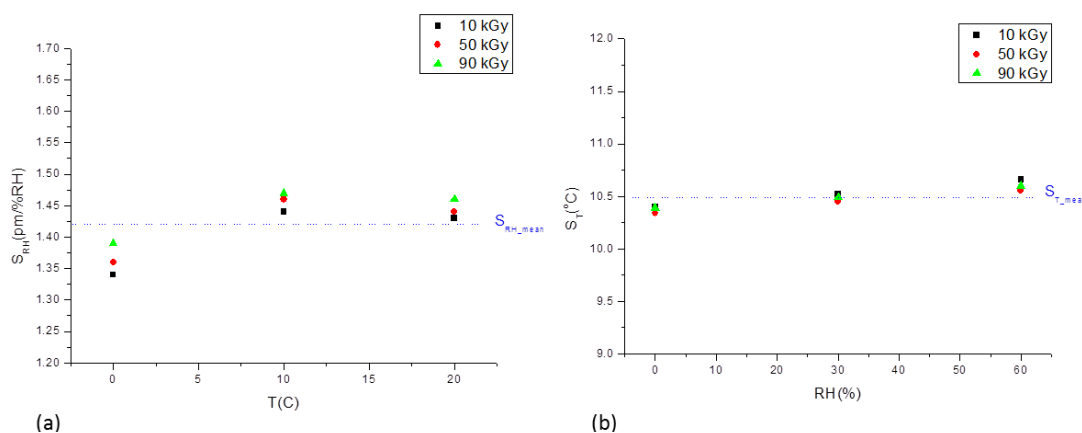 10 kGy
50 kGy
90 kGy
1.70
1.65
1.60
1.55
1.50
1.45
1.40
1.35
1.30
1.25
1.20
S_RH(pm/%RH)
S_RH_mean
0
5
10
15
20
T(C)
(a)
10 kGy
50 kGy
90 kGy
12.0
11.5
11.0
10.5
10.0
9.5
9.0
S_T(°C)
S_T_mea
0
10
20
30
40
50
60
RH(%)
(b)